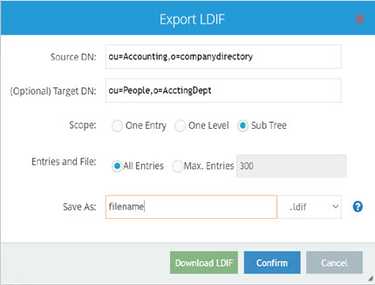 Export LDIF
Source DN: ou=Accounting,o=companydirectory
(Optional) Target DN: ou=People,o=AcctingDept
Scope: One Entry One Level Sub Tree
Entries and File: All Entries Max. Entries 300
Save As: filename .ldif ?
Download LDIF Confirm Cancel